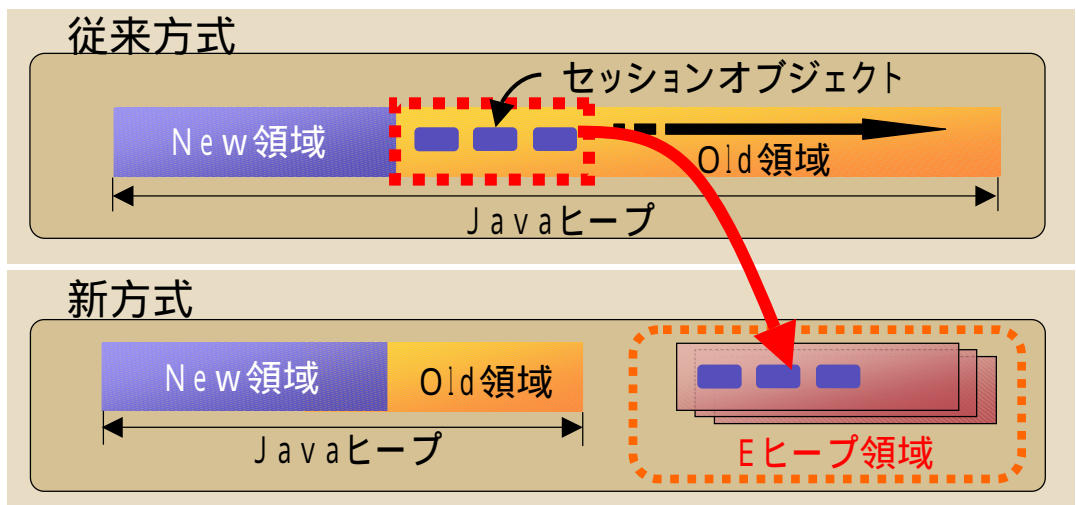 従来方式
セッションオブジェクト
New領域
Old領域
Javaヒープ
新方式
New領域
Old領域
Javaヒープ
Eヒープ領域